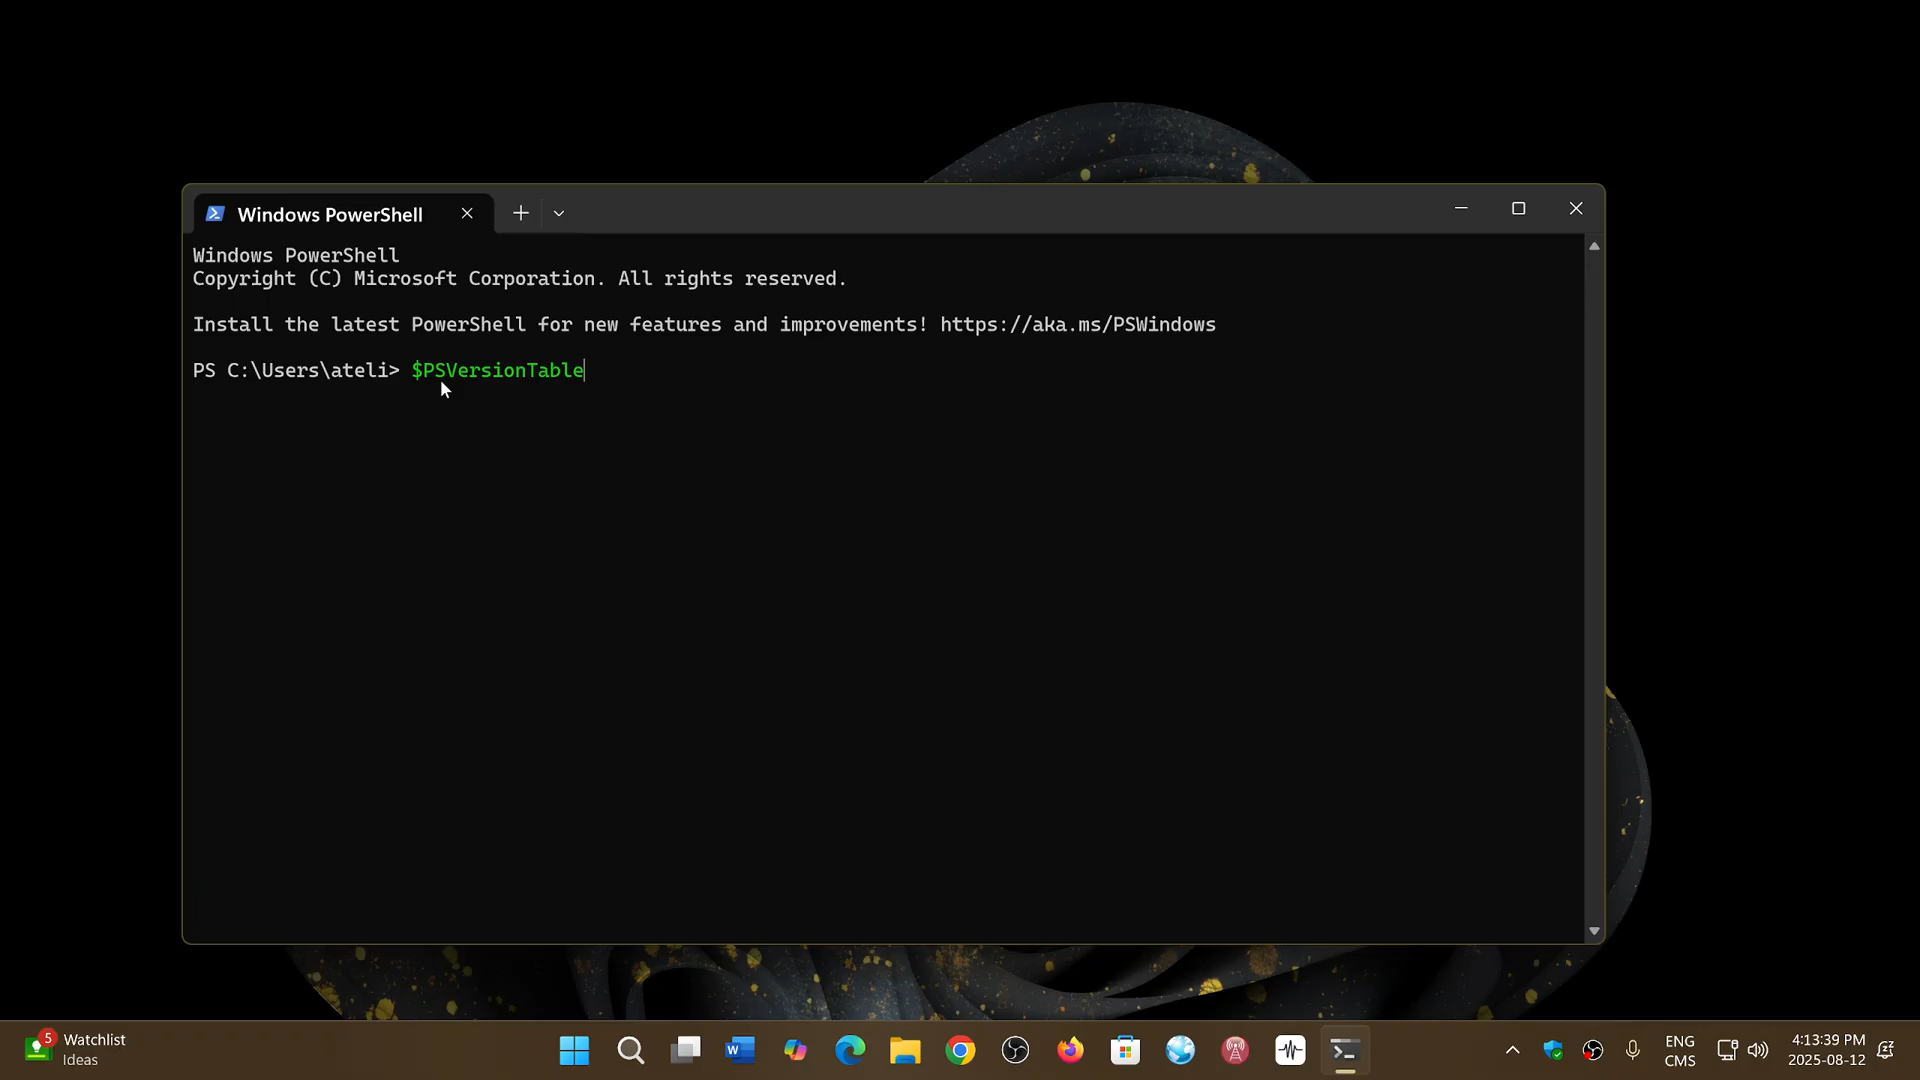 Windows PowerShell
Windows PowerShell
Copyright (C) Microsoft Corporation. All rights reserved.
Install the latest PowerShell for new features and improvements! https://aka.ms/PSWindows
PS C:\Users\ateli> $PSVersionTable
5
Watchlist
Ideas
ENG
CMS
4:13:39 PM
2025-08-12